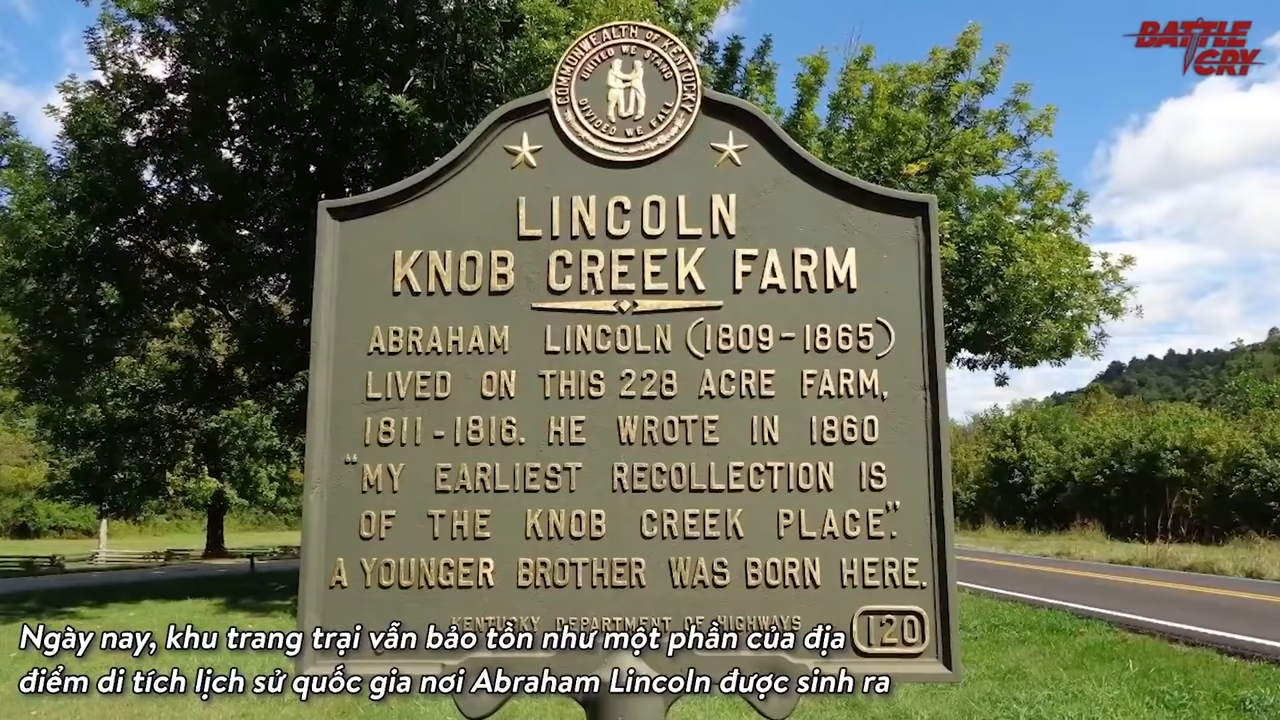 BATTLE
CRY
COMMONWEALTH OF KENTUCKY
UNITED WE STAND
DIVIDED WE FALL
LINCOLN
KNOB CREEK FARM
ABRAHAM LINCOLN (1809-1865)
LIVED ON THIS 228 ACRE FARM,
1811-1816. HE WROTE IN 1860
"MY EARLIEST RECOLLECTION IS
OF THE KNOB CREEK PLACE".
A YOUNGER BROTHER WAS BORN HERE.
KENTUCKY DEPARTMENT OF HIGHWAYS
120
Ngày nay, khu trang trại vẫn bảo tồn như một phần của địa
điểm di tích lịch sử quốc gia nơi Abraham Lincoln được sinh ra